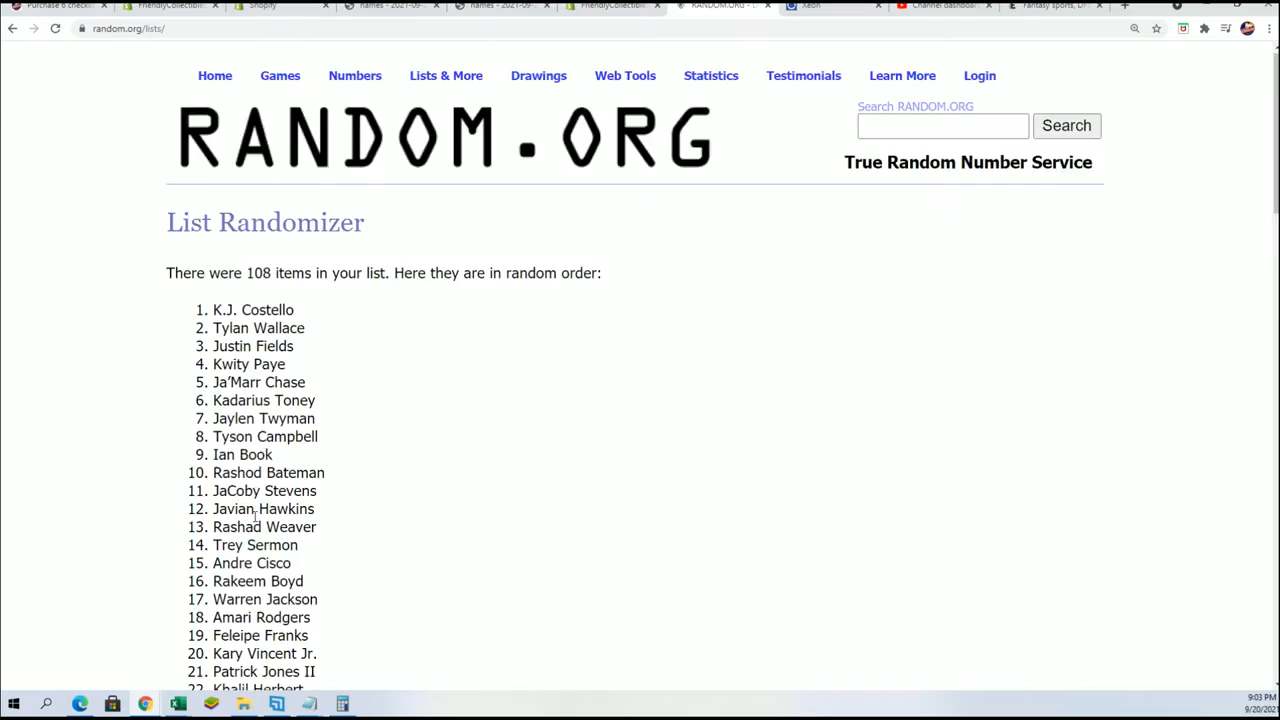 Purchase 6 checki
FriendlyCollectibles
Shopify
names - 2021-09-
names - 2021-09-
FriendlyCollectible
RANDOM.ORG - L
Xeon
Channel dashboa
Fantasy sports, D
random.org/lists/
Home Games Numbers Lists & More Drawings Web Tools Statistics Testimonials Learn More Login
RANDOM.ORG
Search RANDOM.ORG
Search
True Random Number Service
List Randomizer
There were 108 items in your list. Here they are in random order:
1. K.J. Costello
2. Tylan Wallace
3. Justin Fields
4. Kwity Paye
5. Ja’Marr Chase
6. Kadarius Toney
7. Jaylen Twyman
8. Tyson Campbell
9. Ian Book
10. Rashod Bateman
11. JaCoby Stevens
12. Javian Hawkins
13. Rashad Weaver
14. Trey Sermon
15. Andre Cisco
16. Rakeem Boyd
17. Warren Jackson
18. Amari Rodgers
19. Feleipe Franks
20. Kary Vincent Jr.
21. Patrick Jones II
22. Khalil Herbert
9:03 PM
9/20/2021